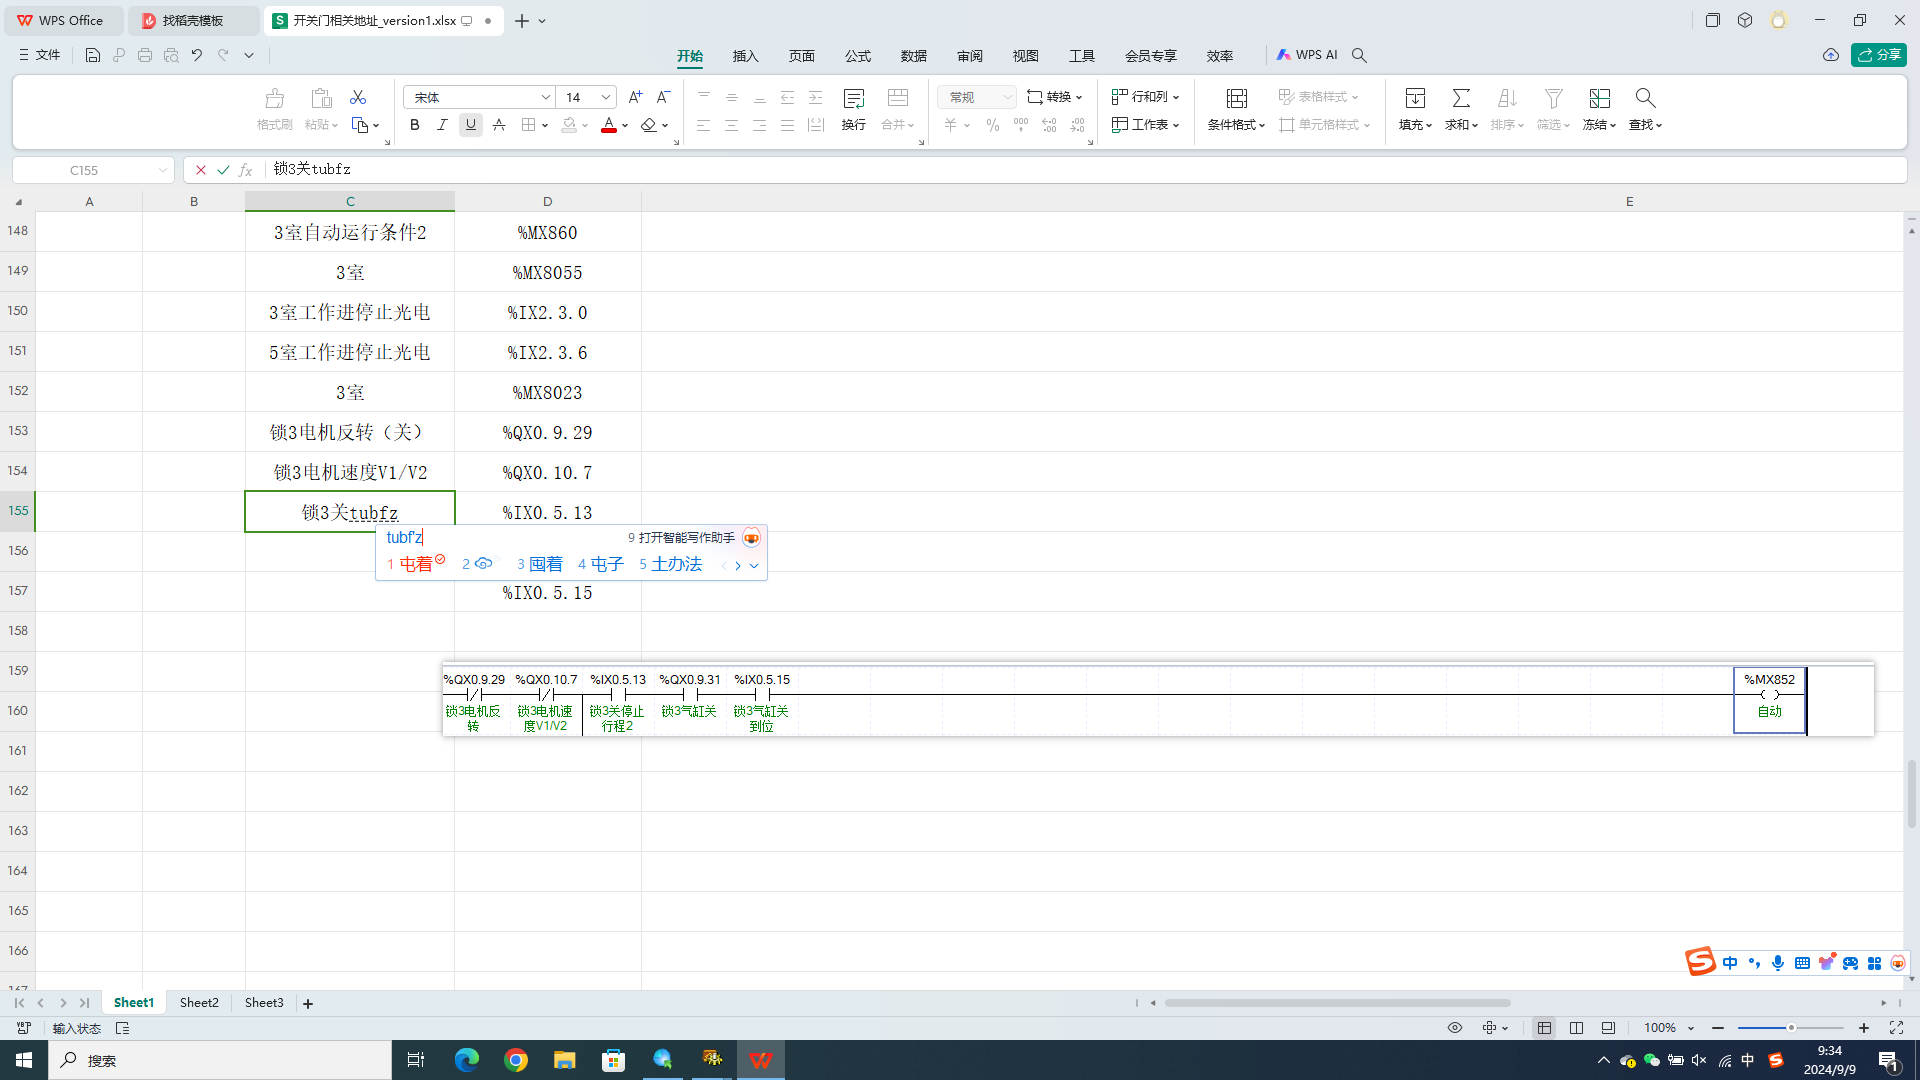 WPS Office
找稻壳模板
开关门相关地址_version1.xlsx
文件
开始
插入
页面
公式
数据
审阅
视图
工具
会员专享
效率
WPS AI
分享
格式刷
粘贴
宋体
14
换行
合并
常规
转换
行和列
工作表
条件格式
表格样式
单元格样式
填充
求和
排序
筛选
冻结
查找
C155
锁3关tubfz
A B C D E
148 3室自动运行条件2 %MX860
149 3室 %MX8055
150 3室工作进停止光电 %IX2.3.0
151 5室工作进停止光电 %IX2.3.6
152 3室 %MX8023
153 锁3电机反转（关） %QX0.9.29
154 锁3电机速度V1/V2 %QX0.10.7
155 锁3关tubfz %IX0.5.13
tubf'z
9 打开智能写作助手
1 屯着 2 3 囤着 4 屯子 5 土办法
156
157 %IX0.5.15
158
159
%QX0.9.29 %QX0.10.7 %IX0.5.13 %QX0.9.31 %IX0.5.15 %MX852
160
锁3电机反转
锁3电机速度V1/V2
锁3关停止行程2
锁3气缸关
锁3气缸关到位
自动
161
162
163
164
165
166
167
中
Sheet1 Sheet2 Sheet3
输入状态
100%
搜索
中
9:34
2024/9/9
1